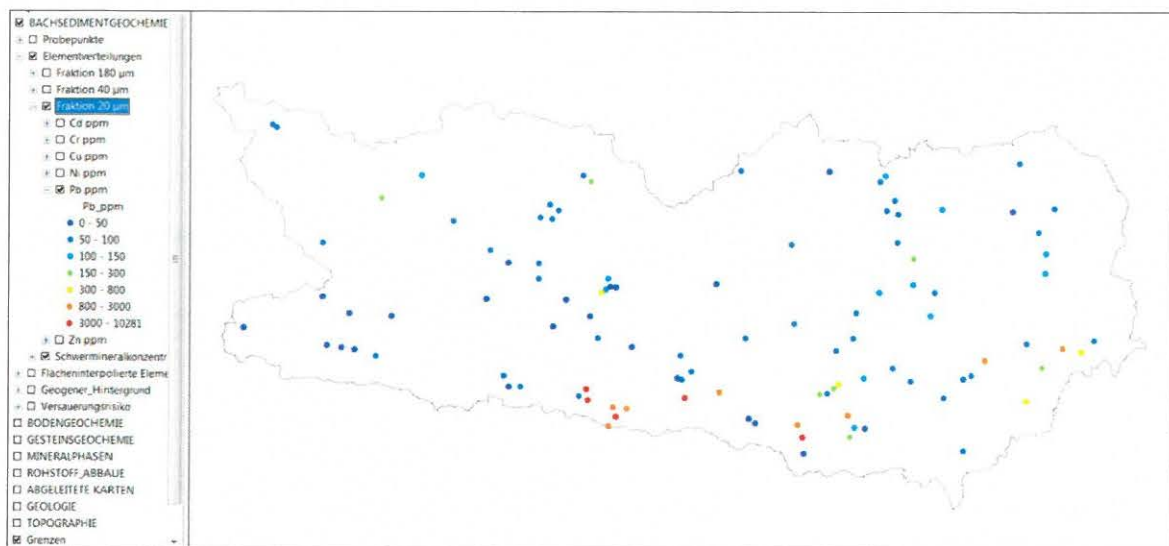 BACHSEDIMENTGEOCHEMIE
Probepunkte
Elementverteilungen
Fraktion 180 µm
Fraktion 40 µm
Fraktion 20 µm
Cd ppm
Cr ppm
Cu ppm
Ni ppm
Pb ppm
Pb_ppm
0 - 50
50 - 100
100 - 150
150 - 300
300 - 800
800 - 3000
3000 - 10281
Zn ppm
Schwermineralkonzentr
Flächeninterpolierte Eleme
Geogener_Hintergrund
Versauerungsrisiko
BODENGEOCHEMIE
GESTEINSGEOCHEMIE
MINERALPHASEN
ROHSTOFF_ABBAUE
ABGELEITETE KARTEN
GEOLOGIE
TOPOGRAPHIE
Grenzen